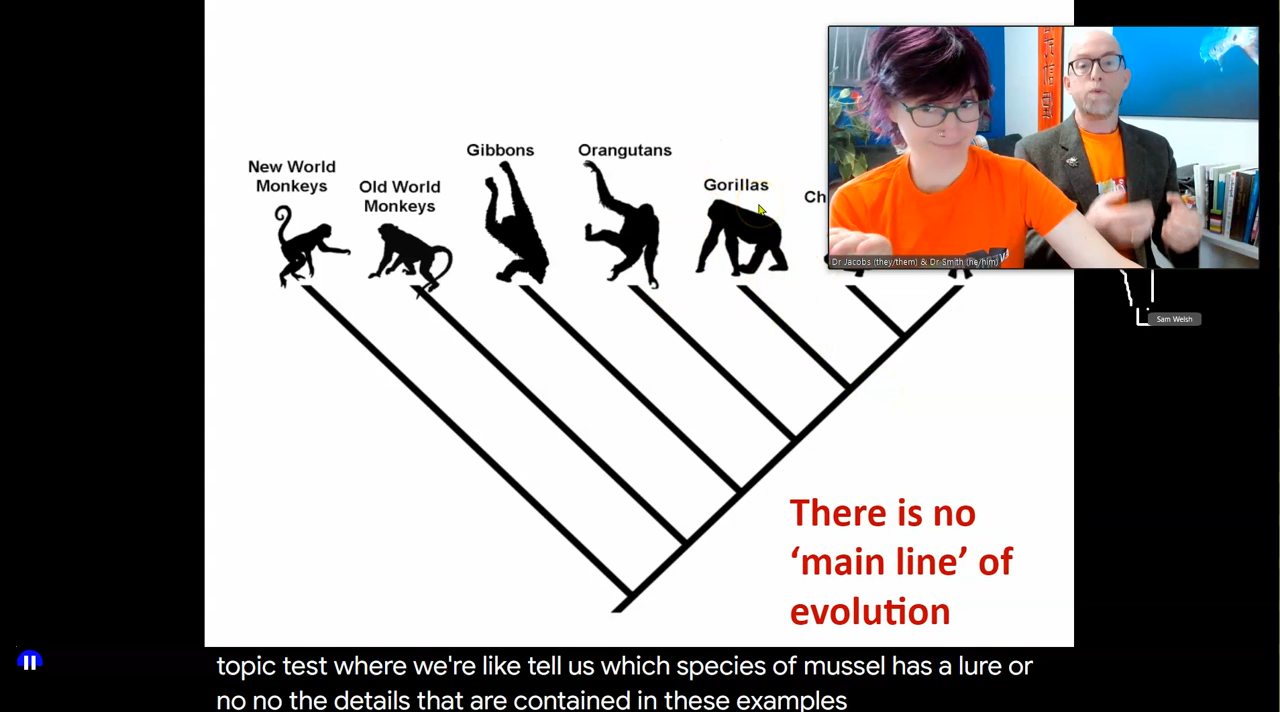 New World
Monkeys
Old World
Monkeys
Gibbons
Orangutans
Gorillas
Ch
Dr Jacobs (they/them) & Dr Smith (he/him)
Sam Welsh
There is no
‘main line’ of
evolution
topic test where we're like tell us which species of mussel has a lure or
no no the details that are contained in these examples